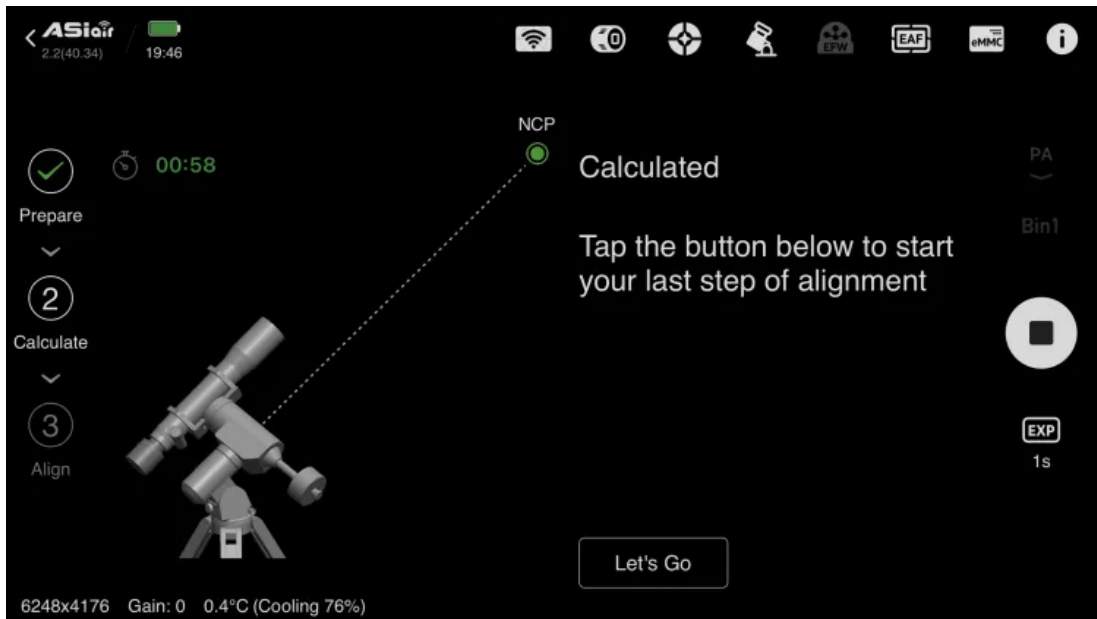 ASiair
2.2(40.34)
19:46
EFW
EAF
eMMC
i
NCP
00:58
Calculated
PA
Prepare
Bin1
Tap the button below to start
your last step of alignment
2
Calculate
3
Align
EXP
1s
Let's Go
6248x4176 Gain: 0 0.4°C (Cooling 76%)